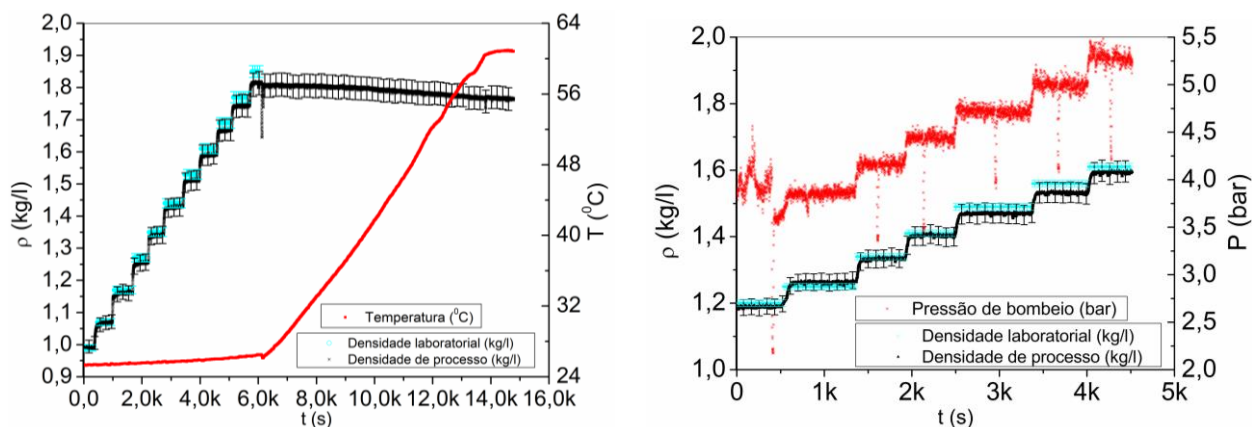 2,0
1,9
1,8
1,7
1,6
1,5
1,4
1,3
1,2
1,1
1,0
0,9
ρ (kg/l)
64
56
48
40
32
24
T (⁰C)
Temperatura (⁰C)
Densidade laboratorial (kg/l)
Densidade de processo (kg/l)
0,0 2,0k 4,0k 6,0k 8,0k 10,0k 12,0k 14,0k 16,0k
t (s)
2,0
1,8
1,6
1,4
1,2
1,0
ρ (kg/l)
5,5
5,0
4,5
4,0
3,5
3,0
2,5
2,0
P (bar)
Pressão de bombeio (bar)
Densidade laboratorial (kg/l)
Densidade de processo (kg/l)
0 1k 2k 3k 4k 5k
t (s)